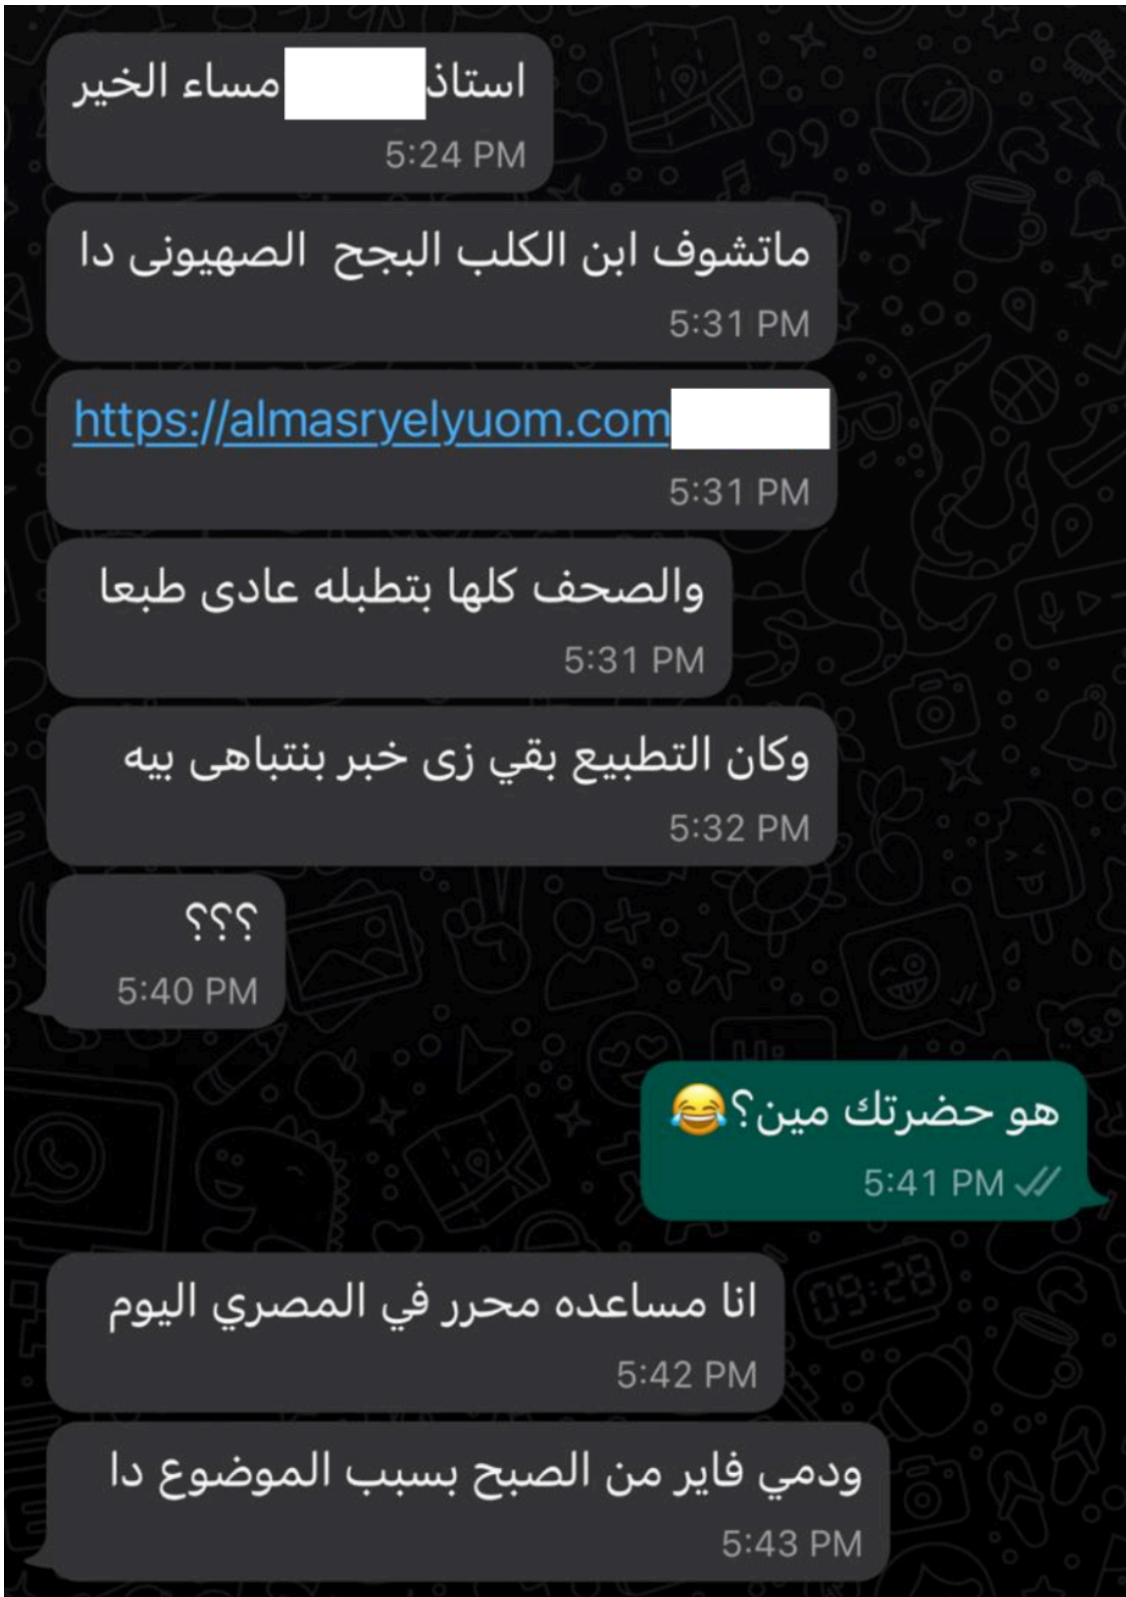 استاذ مساء الخير
5:24 PM
ماتشوف ابن الكلب البجح الصهيونى دا
5:31 PM
https://almasryelyuom.com
5:31 PM
والصحف كلها بتطبله عادى طبعا
5:31 PM
وكان التطبيع بقي زى خبر بنتباهى بيه
5:32 PM
؟؟؟
5:40 PM
هو حضرتك مين؟😂
5:41 PM
انا مساعده محرر في المصري اليوم
5:42 PM
ودمي فاير من الصبح بسبب الموضوع دا
5:43 PM